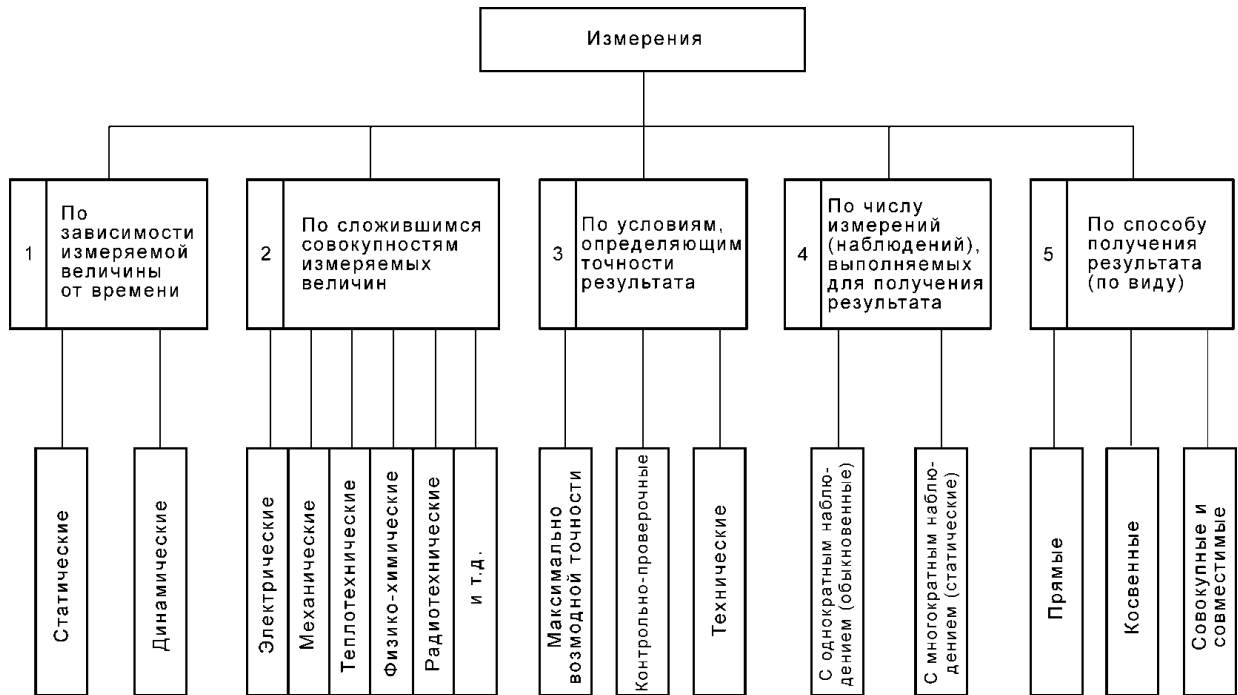 Измерения
1
По
зависимости
измеряемой
величины
от времени
2
По сложившимся
совокупностям
измеряемых
величин
3
По условиям,
определяющим
точности
результата
4
По числу
измерений
(наблюдений),
выполняемых
для получения
результата
5
По способу
получения
результата
(по виду)
Статические
Динамические
Электрические
Механические
Теплотехнические
Физико-химические
Радиотехнические
и т.д.
Максимально
возмодной точности
Контрольно-проверочные
Технические
С однократным наблю-
дением (обыкновенные)
С многократным наблю-
дением (статические)
Прямые
Косвенные
Совокупные и
совместимые